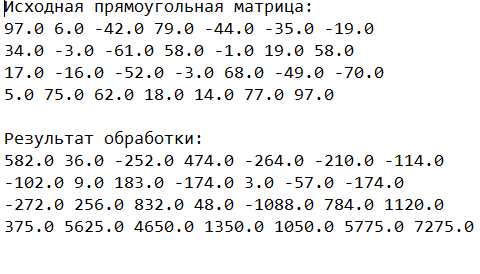 Исходная прямоугольная матрица:
97.0 6.0 -42.0 79.0 -44.0 -35.0 -19.0
34.0 -3.0 -61.0 58.0 -1.0 19.0 58.0
17.0 -16.0 -52.0 -3.0 68.0 -49.0 -70.0
5.0 75.0 62.0 18.0 14.0 77.0 97.0
Результат обработки:
582.0 36.0 -252.0 474.0 -264.0 -210.0 -114.0
-102.0 9.0 183.0 -174.0 3.0 -57.0 -174.0
-272.0 256.0 832.0 48.0 -1088.0 784.0 1120.0
375.0 5625.0 4650.0 1350.0 1050.0 5775.0 7275.0